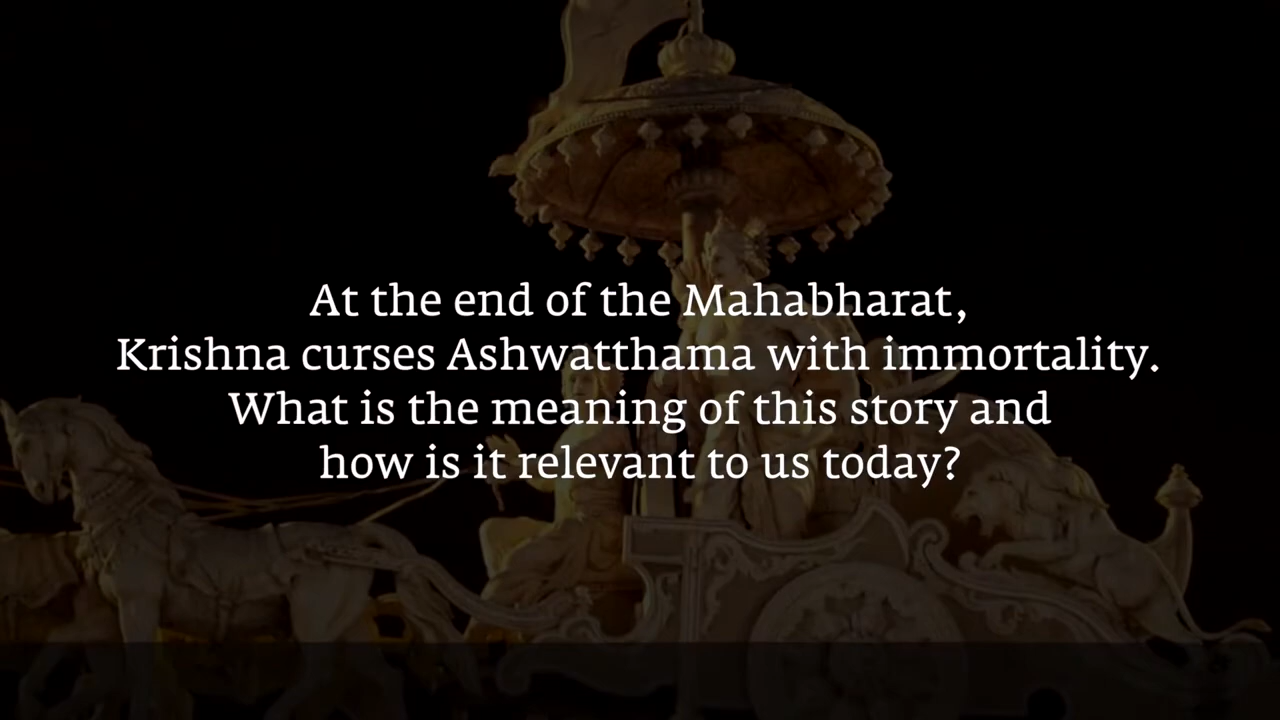 At the end of the Mahabharat,
Krishna curses Ashwatthama with immortality.
What is the meaning of this story and
how is it relevant to us today?